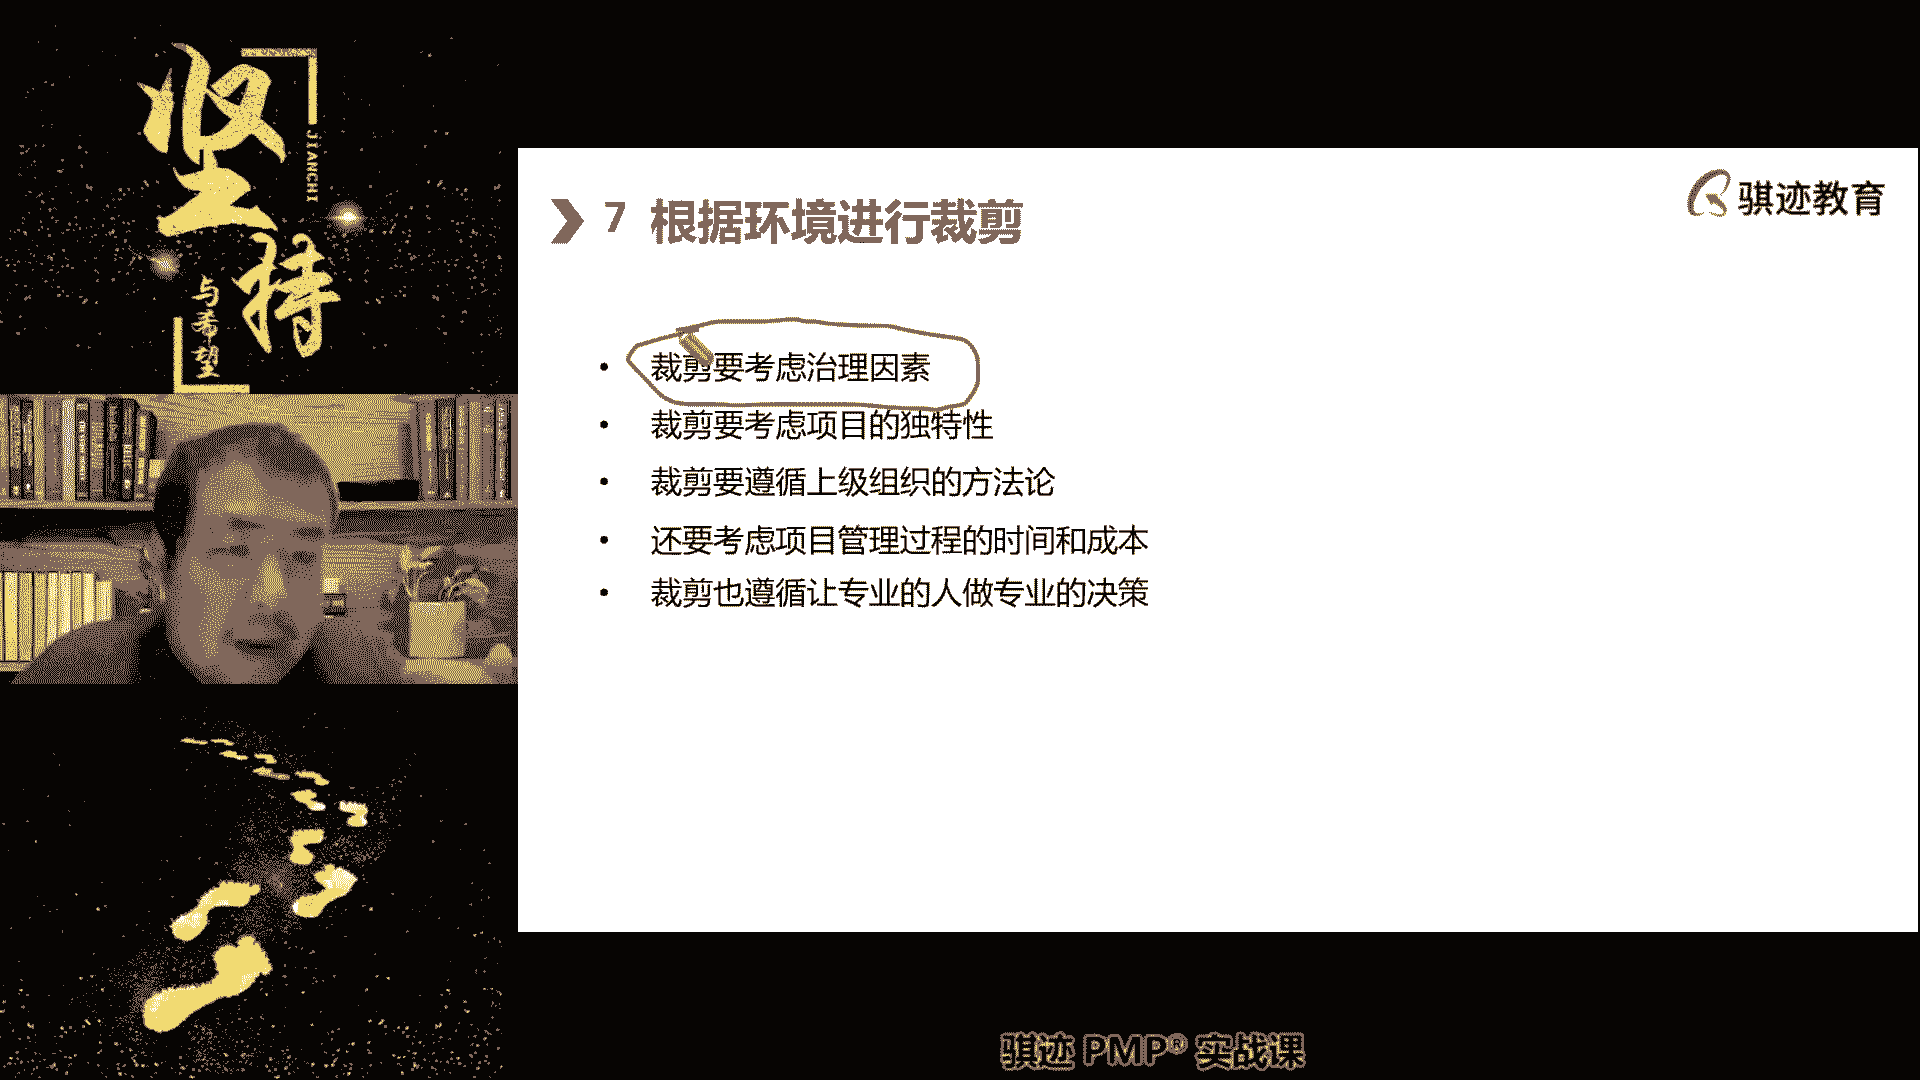 坚持
JIANCHI
与希望
7 根据环境进行裁剪
骐迹教育
• 裁剪要考虑治理因素
• 裁剪要考虑项目的独特性
• 裁剪要遵循上级组织的方法论
• 还要考虑项目管理过程的时间和成本
• 裁剪也遵循让专业的人做专业的决策
骐迹 PMP® 实战课